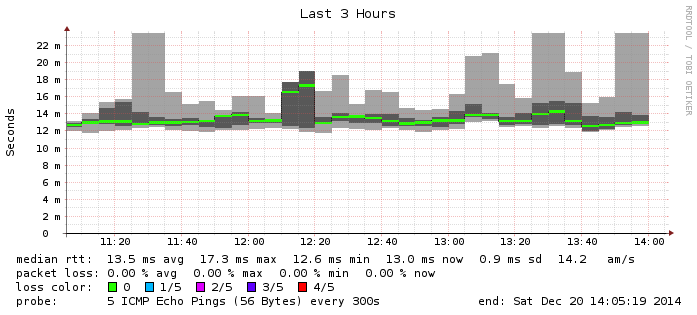 Last 3 Hours
RRDTOOL / TOBI OETIKER
Seconds
22 m
20 m
18 m
16 m
14 m
12 m
10 m
8 m
6 m
4 m
2 m
0
11:20 11:40 12:00 12:20 12:40 13:00 13:20 13:40 14:00
median rtt: 13.5 ms avg 17.3 ms max 12.6 ms min 13.0 ms now 0.9 ms sd 14.2 am/s
packet loss: 0.00 % avg 0.00 % max 0.00 % min 0.00 % now
loss color: 0 1/5 2/5 3/5 4/5
probe: 5 ICMP Echo Pings (56 Bytes) every 300s end: Sat Dec 20 14:05:19 2014